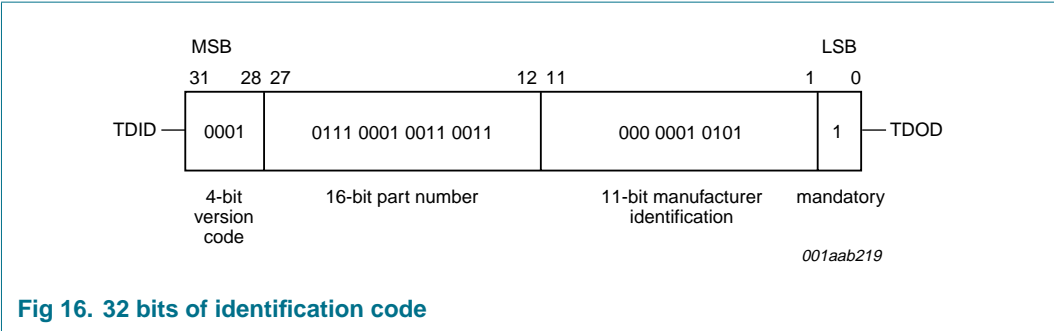 MSB LSB
31 28 27 12 11 1 0
TDID 0001 0111 0001 0011 0011 000 0001 0101 1 TDOD
4-bit 16-bit part number 11-bit manufacturer mandatory
version identification
code
001aab219
Fig 16. 32 bits of identification code